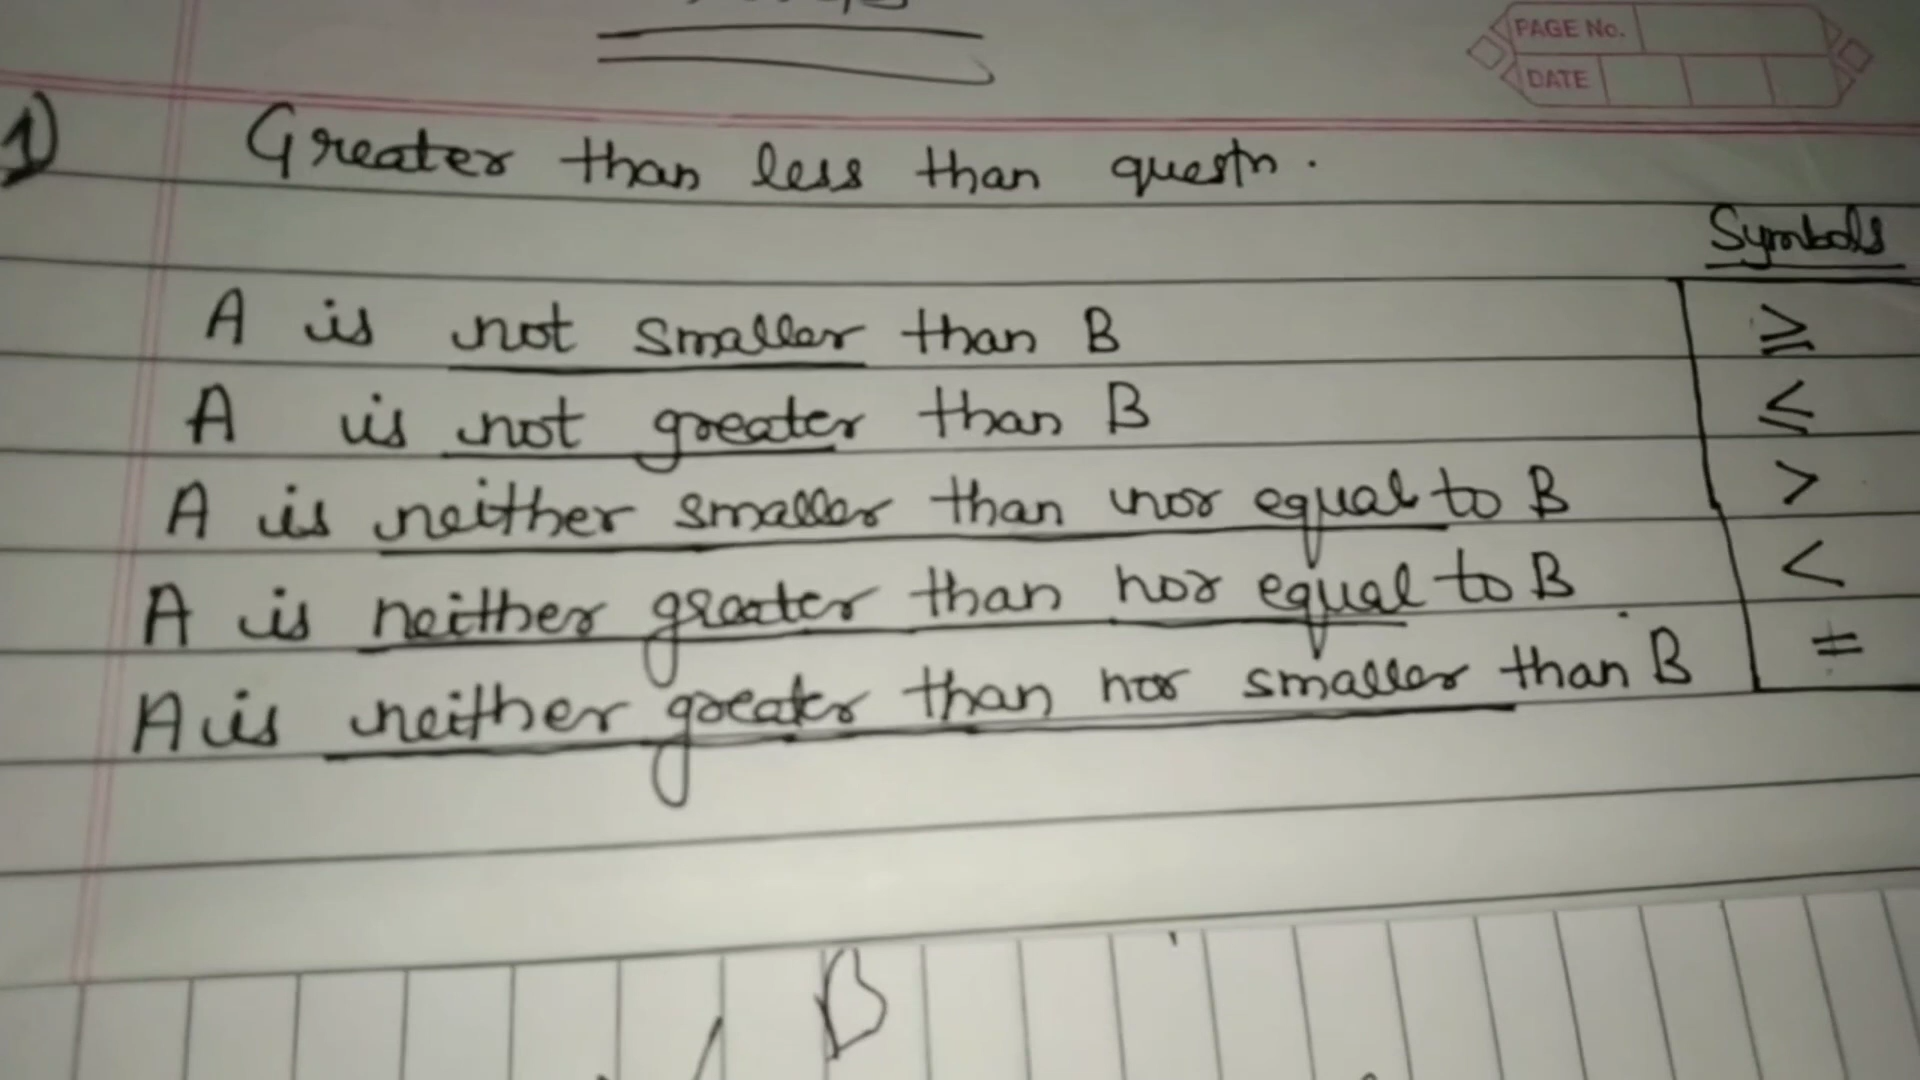 PAGE No.
DATE
1) Greater than less than questn.
Symbols
A is not smaller than B ≥
A is not greater than B ≤
A is neither smaller than nor equal to B >
A is neither greater than nor equal to B <
A is neither greater than nor smaller than B =
B